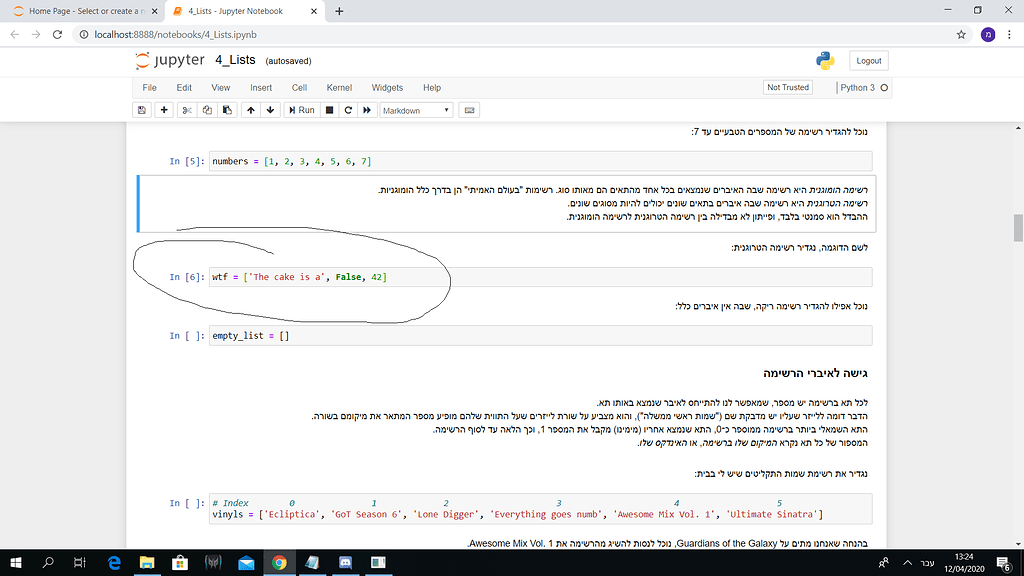 Home Page - Select or create a n
4_Lists - Jupyter Notebook
localhost:8888/notebooks/4_Lists.ipynb
מ
jupyter 4_Lists (autosaved)
Logout
File Edit View Insert Cell Kernel Widgets Help
Not Trusted
Python 3
Run
Markdown
נוכל להגדיר רשימה של המספרים הטבעיים עד 7:
In [5]: numbers = [1, 2, 3, 4, 5, 6, 7]
רשימה הומוגנית היא רשימה שבה האיברים שנמצאים בכל אחד מהתאים הם מאותו סוג. רשימות "בעולם האמיתי" הן בדרך כלל הומוגניות.
רשימה הטרוגנית היא רשימה שבה איברים בתאים שונים יכולים להיות מסוגים שונים.
ההבדל הוא סמנטי בלבד, ופייתון לא מבדילה בין רשימה הטרוגנית לרשימה הומוגנית.
לשם הדוגמה, נגדיר רשימה הטרוגנית:
In [6]: wtf = ['The cake is a', False, 42]
נוכל אפילו להגדיר רשימה ריקה, שבה אין איברים כלל:
In [ ]: empty_list = []
גישה לאיברי הרשימה
לכל תא ברשימה יש מספר, שמאפשר לנו להתייחס לאיבר שנמצא באותו תא.
הדבר דומה ללייזר שעליו יש מדבקת שם ("שמות ראשי ממשלה"), והוא מצביע על שורת לייזרים שעל התווית שלהם מופיע מספר המתאר את מיקומם בשורה.
התא השמאלי ביותר ברשימה ממוספר כ־0, התא שנמצא אחריו (מימינו) מקבל את המספר 1, וכך הלאה עד לסוף הרשימה.
המספור של כל תא נקרא המיקום שלו ברשימה, או האינדקס שלו.
נגדיר את רשימת שמות התקליטים שיש לי בבית:
In [ ]: # Index 0 1 2 3 4 5
vinyls = ['Ecliptica', 'GoT Season 6', 'Lone Digger', 'Everything goes numb', 'Awesome Mix Vol. 1', 'Ultimate Sinatra']
בהנחה שאנחנו מתים על Guardians of the Galaxy, נוכל לנסות להשיג מהרשימה את Awesome Mix Vol. 1.
עבר
13:24
12/04/2020
6